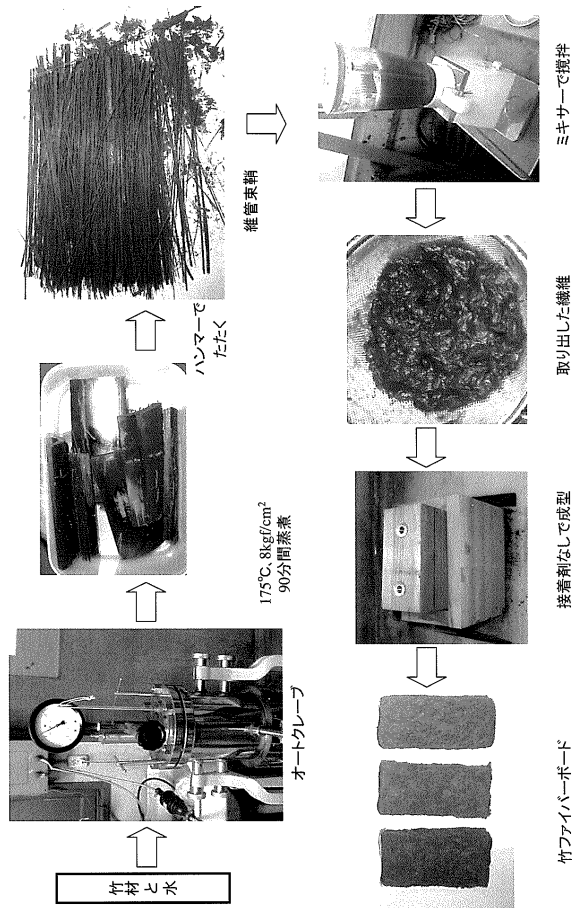 竹材と水
オートクレーブ
175℃、8kgf/cm²
90分間蒸煮
ハンマーで
たたく
維管束鞘
ミキサーで撹拌
取り出した繊維
接着剤なしで成型
竹ファイバーボード